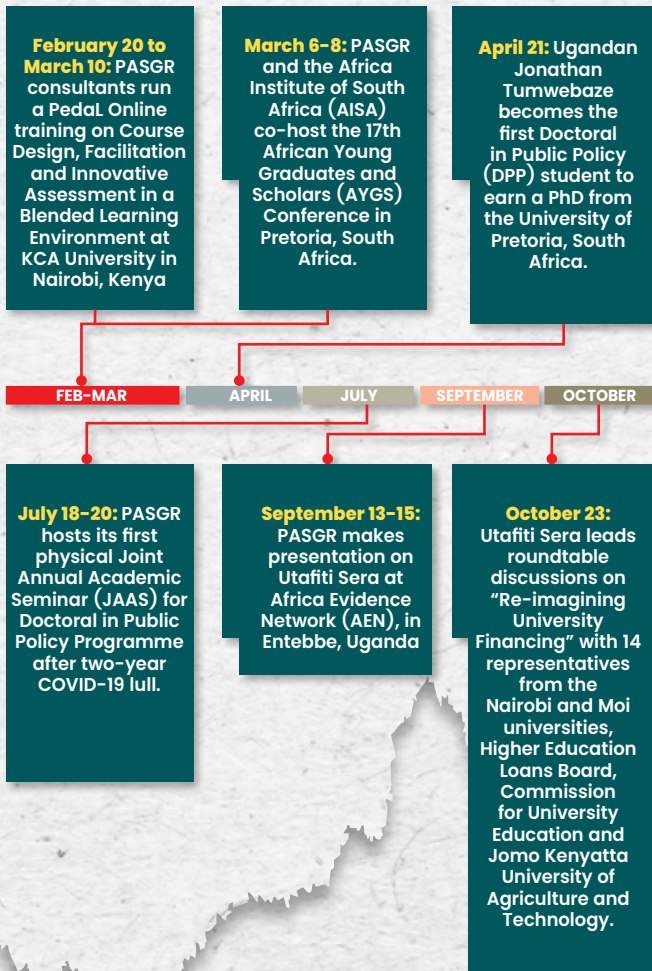 February 20 to
March 10: PASGR
consultants run
a PedaL Online
training on Course
Design, Facilitation
and Innovative
Assessment in a
Blended Learning
Environment at
KCA University in
Nairobi, Kenya
March 6-8: PASGR
and the Africa
Institute of South
Africa (AISA)
co-host the 17th
African Young
Graduates and
Scholars (AYGS)
Conference in
Pretoria, South
Africa.
April 21: Ugandan
Jonathan
Tumwebaze
becomes the
first Doctoral
in Public Policy
(DPP) student to
earn a PhD from
the University of
Pretoria, South
Africa.
FEB-MAR
APRIL
JULY
SEPTEMBER
OCTOBER
July 18-20: PASGR
hosts its first
physical Joint
Annual Academic
Seminar (JAAS) for
Doctoral in Public
Policy Programme
after two-year
COVID-19 lull.
September 13-15:
PASGR makes
presentation on
Utafiti Sera at
Africa Evidence
Network (AEN), in
Entebbe, Uganda
October 23:
Utafiti Sera leads
roundtable
discussions on
“Re-imagining
University
Financing” with 14
representatives
from the
Nairobi and Moi
universities,
Higher Education
Loans Board,
Commission
for University
Education and
Jomo Kenyatta
University of
Agriculture and
Technology.